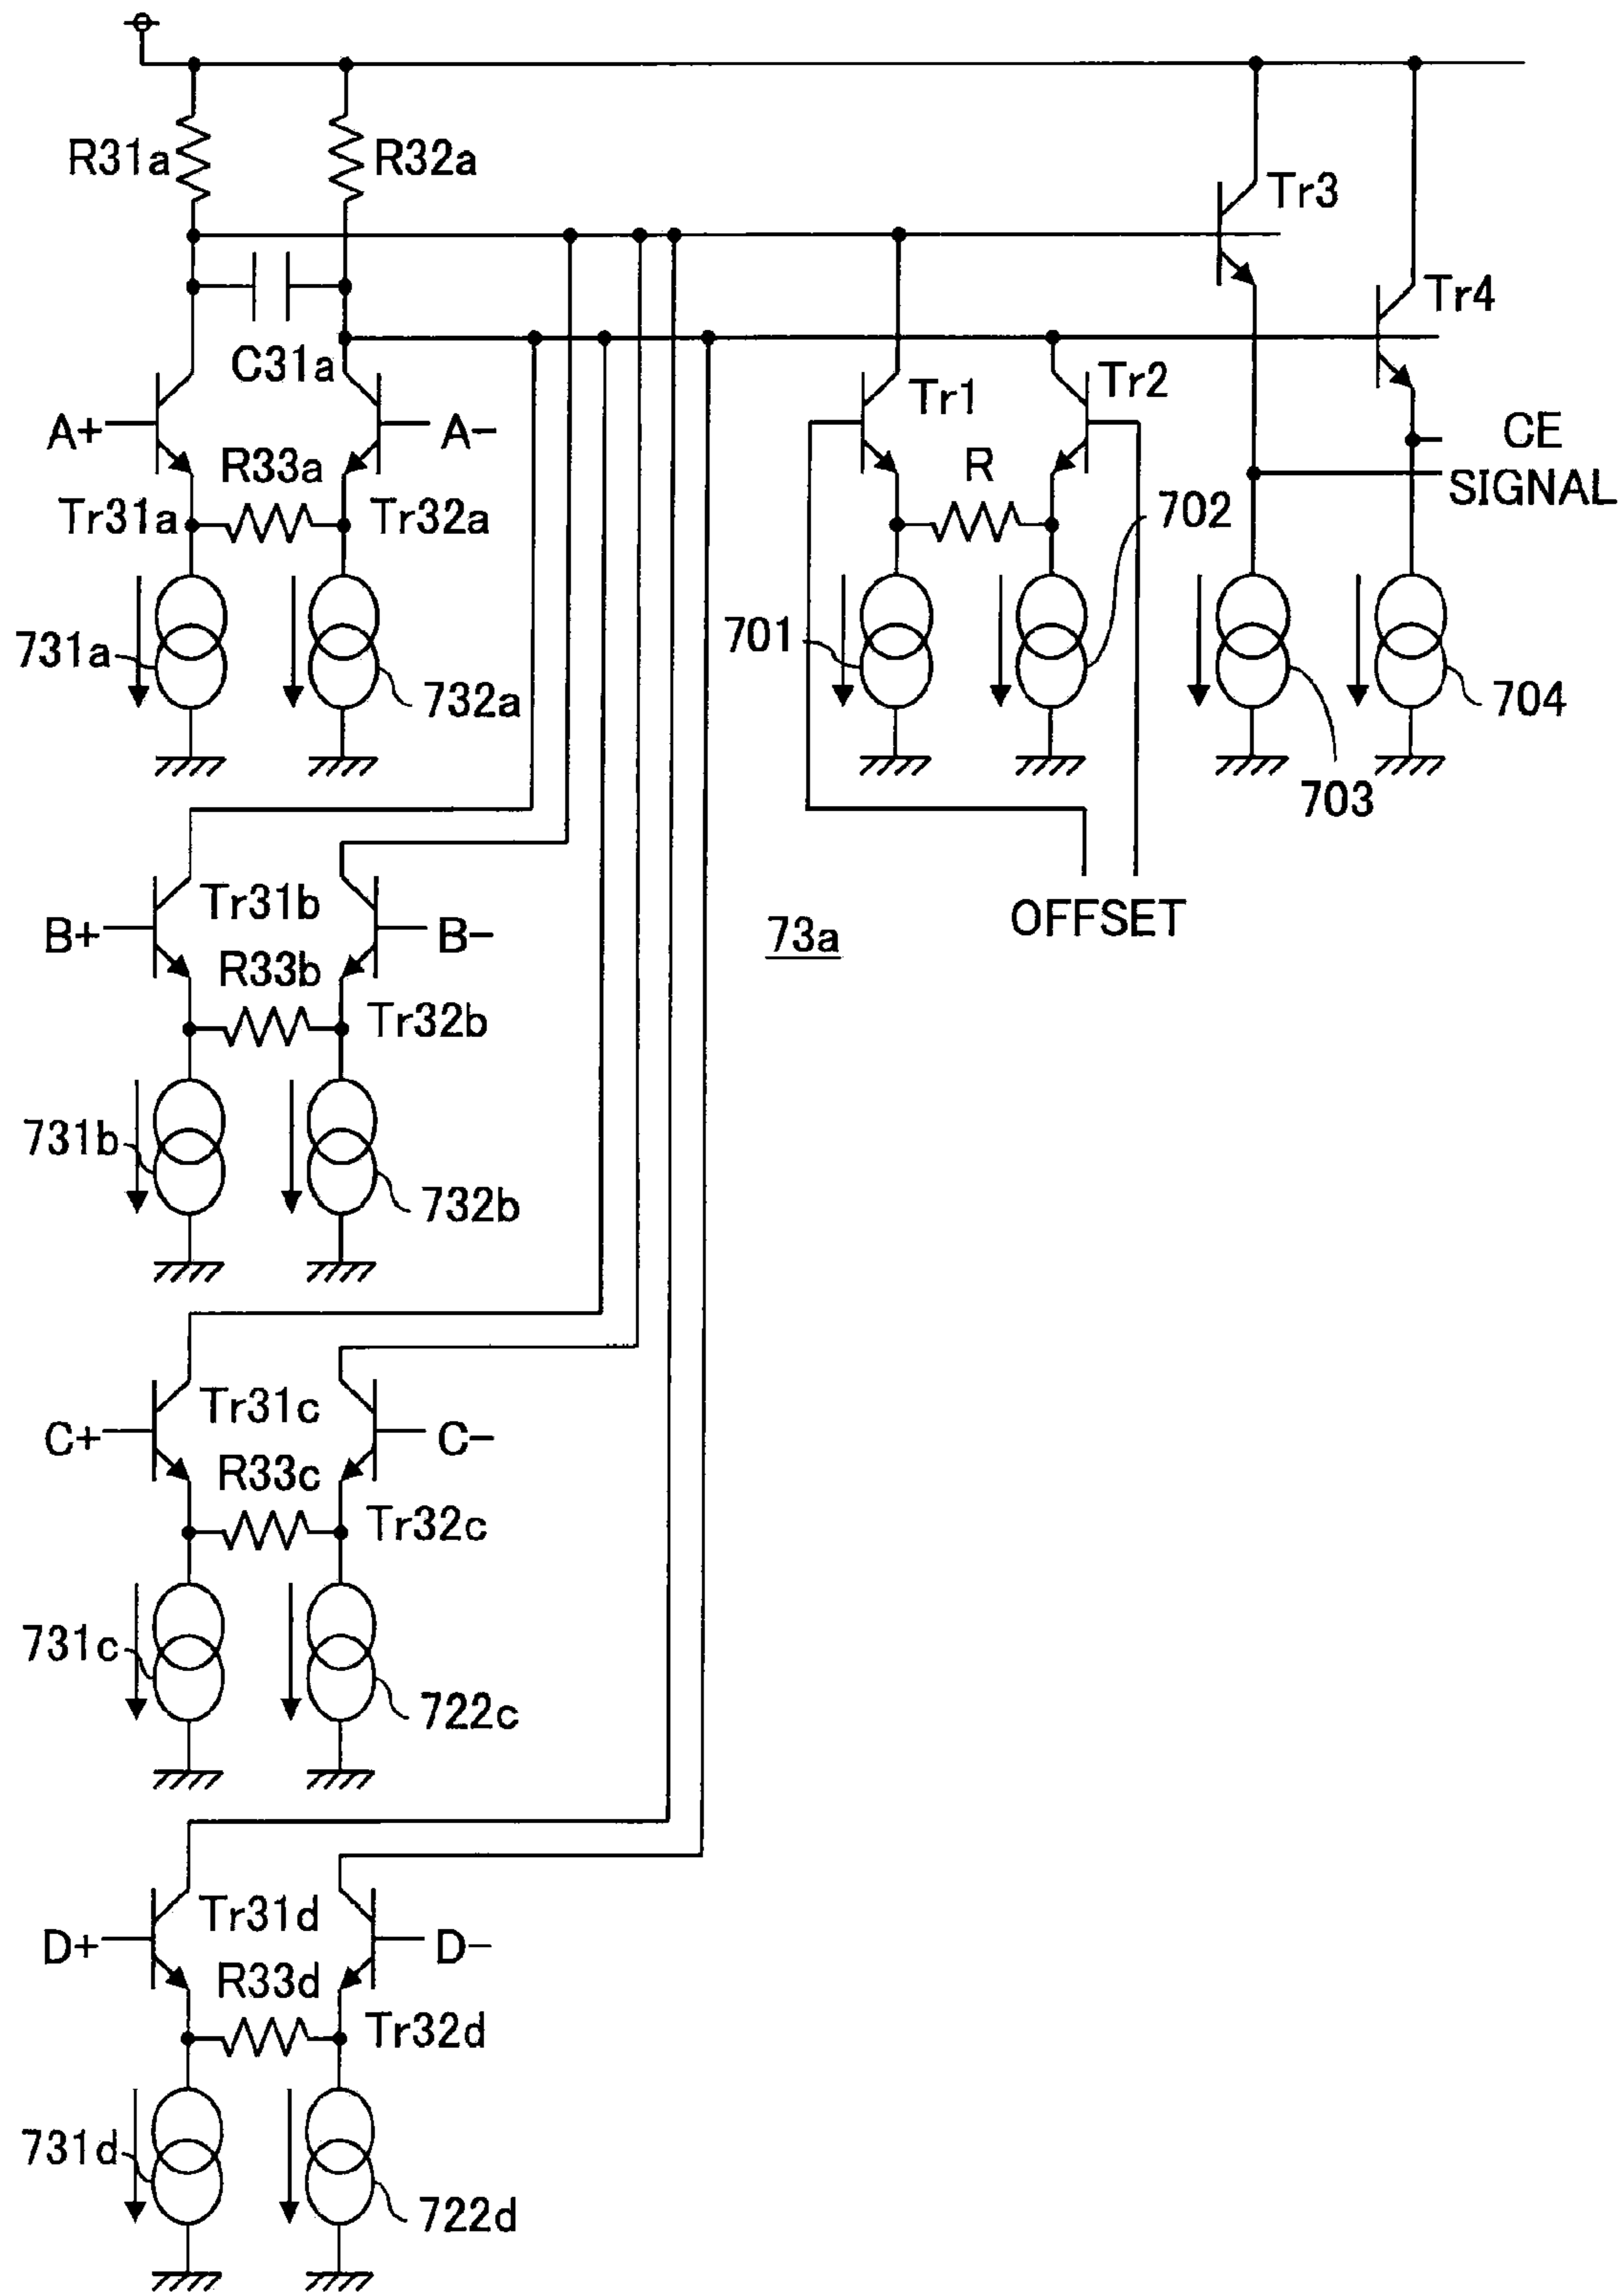 R31a
R32a
Tr3
Tr4
C31a
Tr1
Tr2
A+
A-
CE
SIGNAL
R33a
R
Tr31a
Tr32a
702
701
731a
732a
704
703
Tr31b
B+
B-
OFFSET
73a
R33b
Tr32b
731b
732b
Tr31c
C+
C-
R33c
Tr32c
731c
722c
Tr31d
D+
D-
R33d
Tr32d
731d
722d